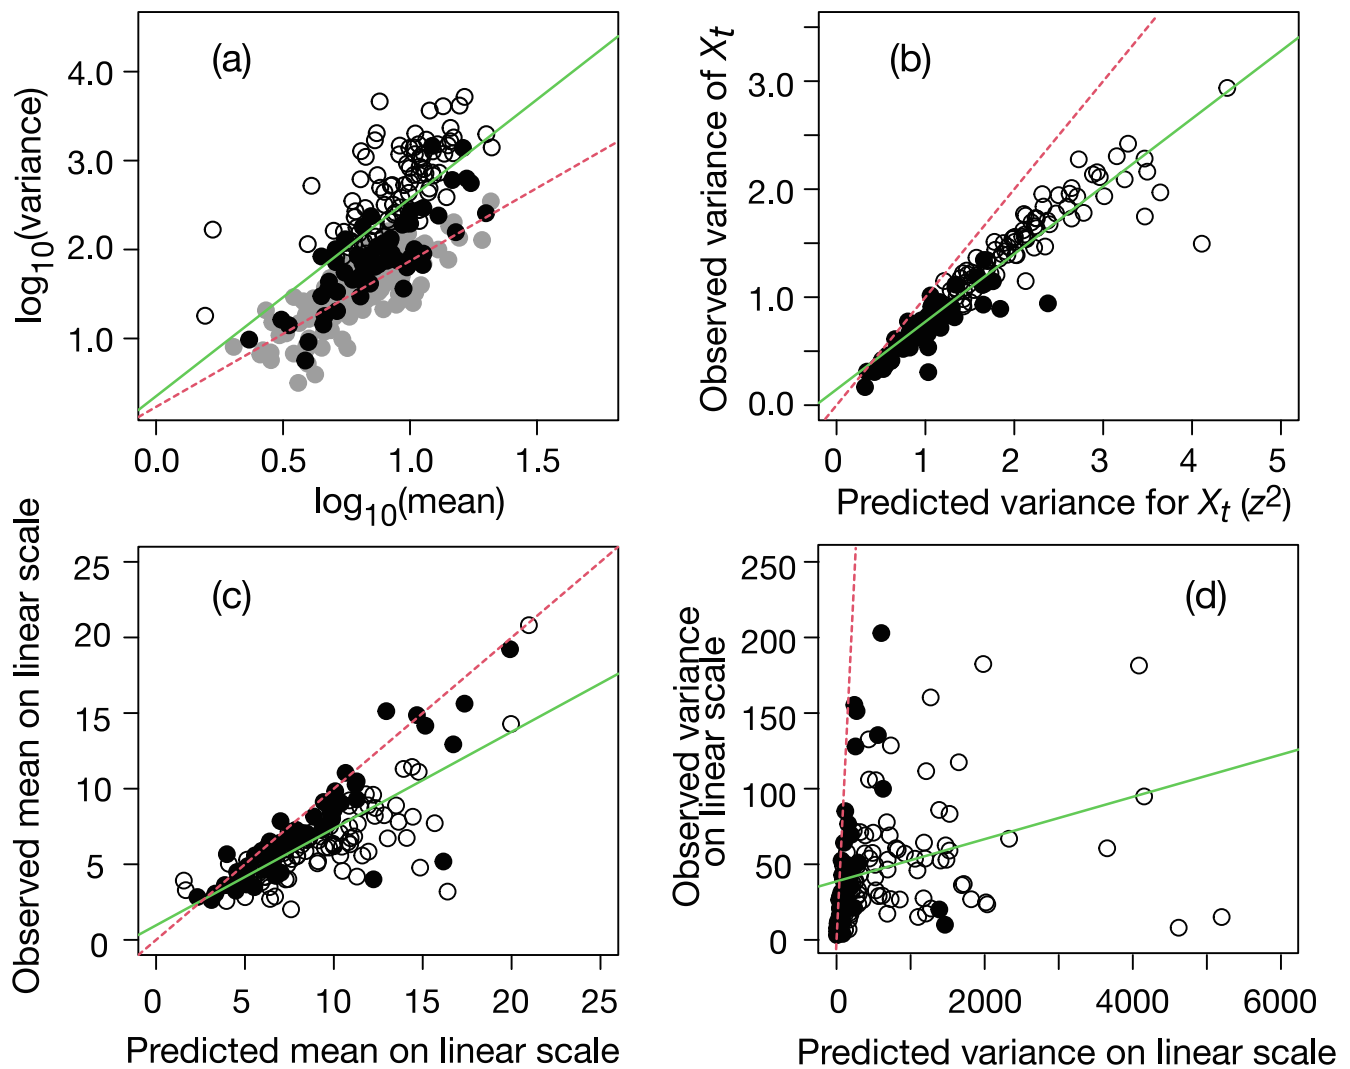 (a)
log10(variance)
4.0
3.0
2.0
1.0
0.0 0.5 1.0 1.5
log10(mean)
(b)
Observed variance of Xt
3.0
2.0
1.0
0.0
0 1 2 3 4 5
Predicted variance for Xt (z²)
(c)
Observed mean on linear scale
25
20
15
10
5
0
0 5 10 15 20 25
Predicted mean on linear scale
(d)
Observed variance
on linear scale
250
200
150
100
50
0
0 2000 4000 6000
Predicted variance on linear scale